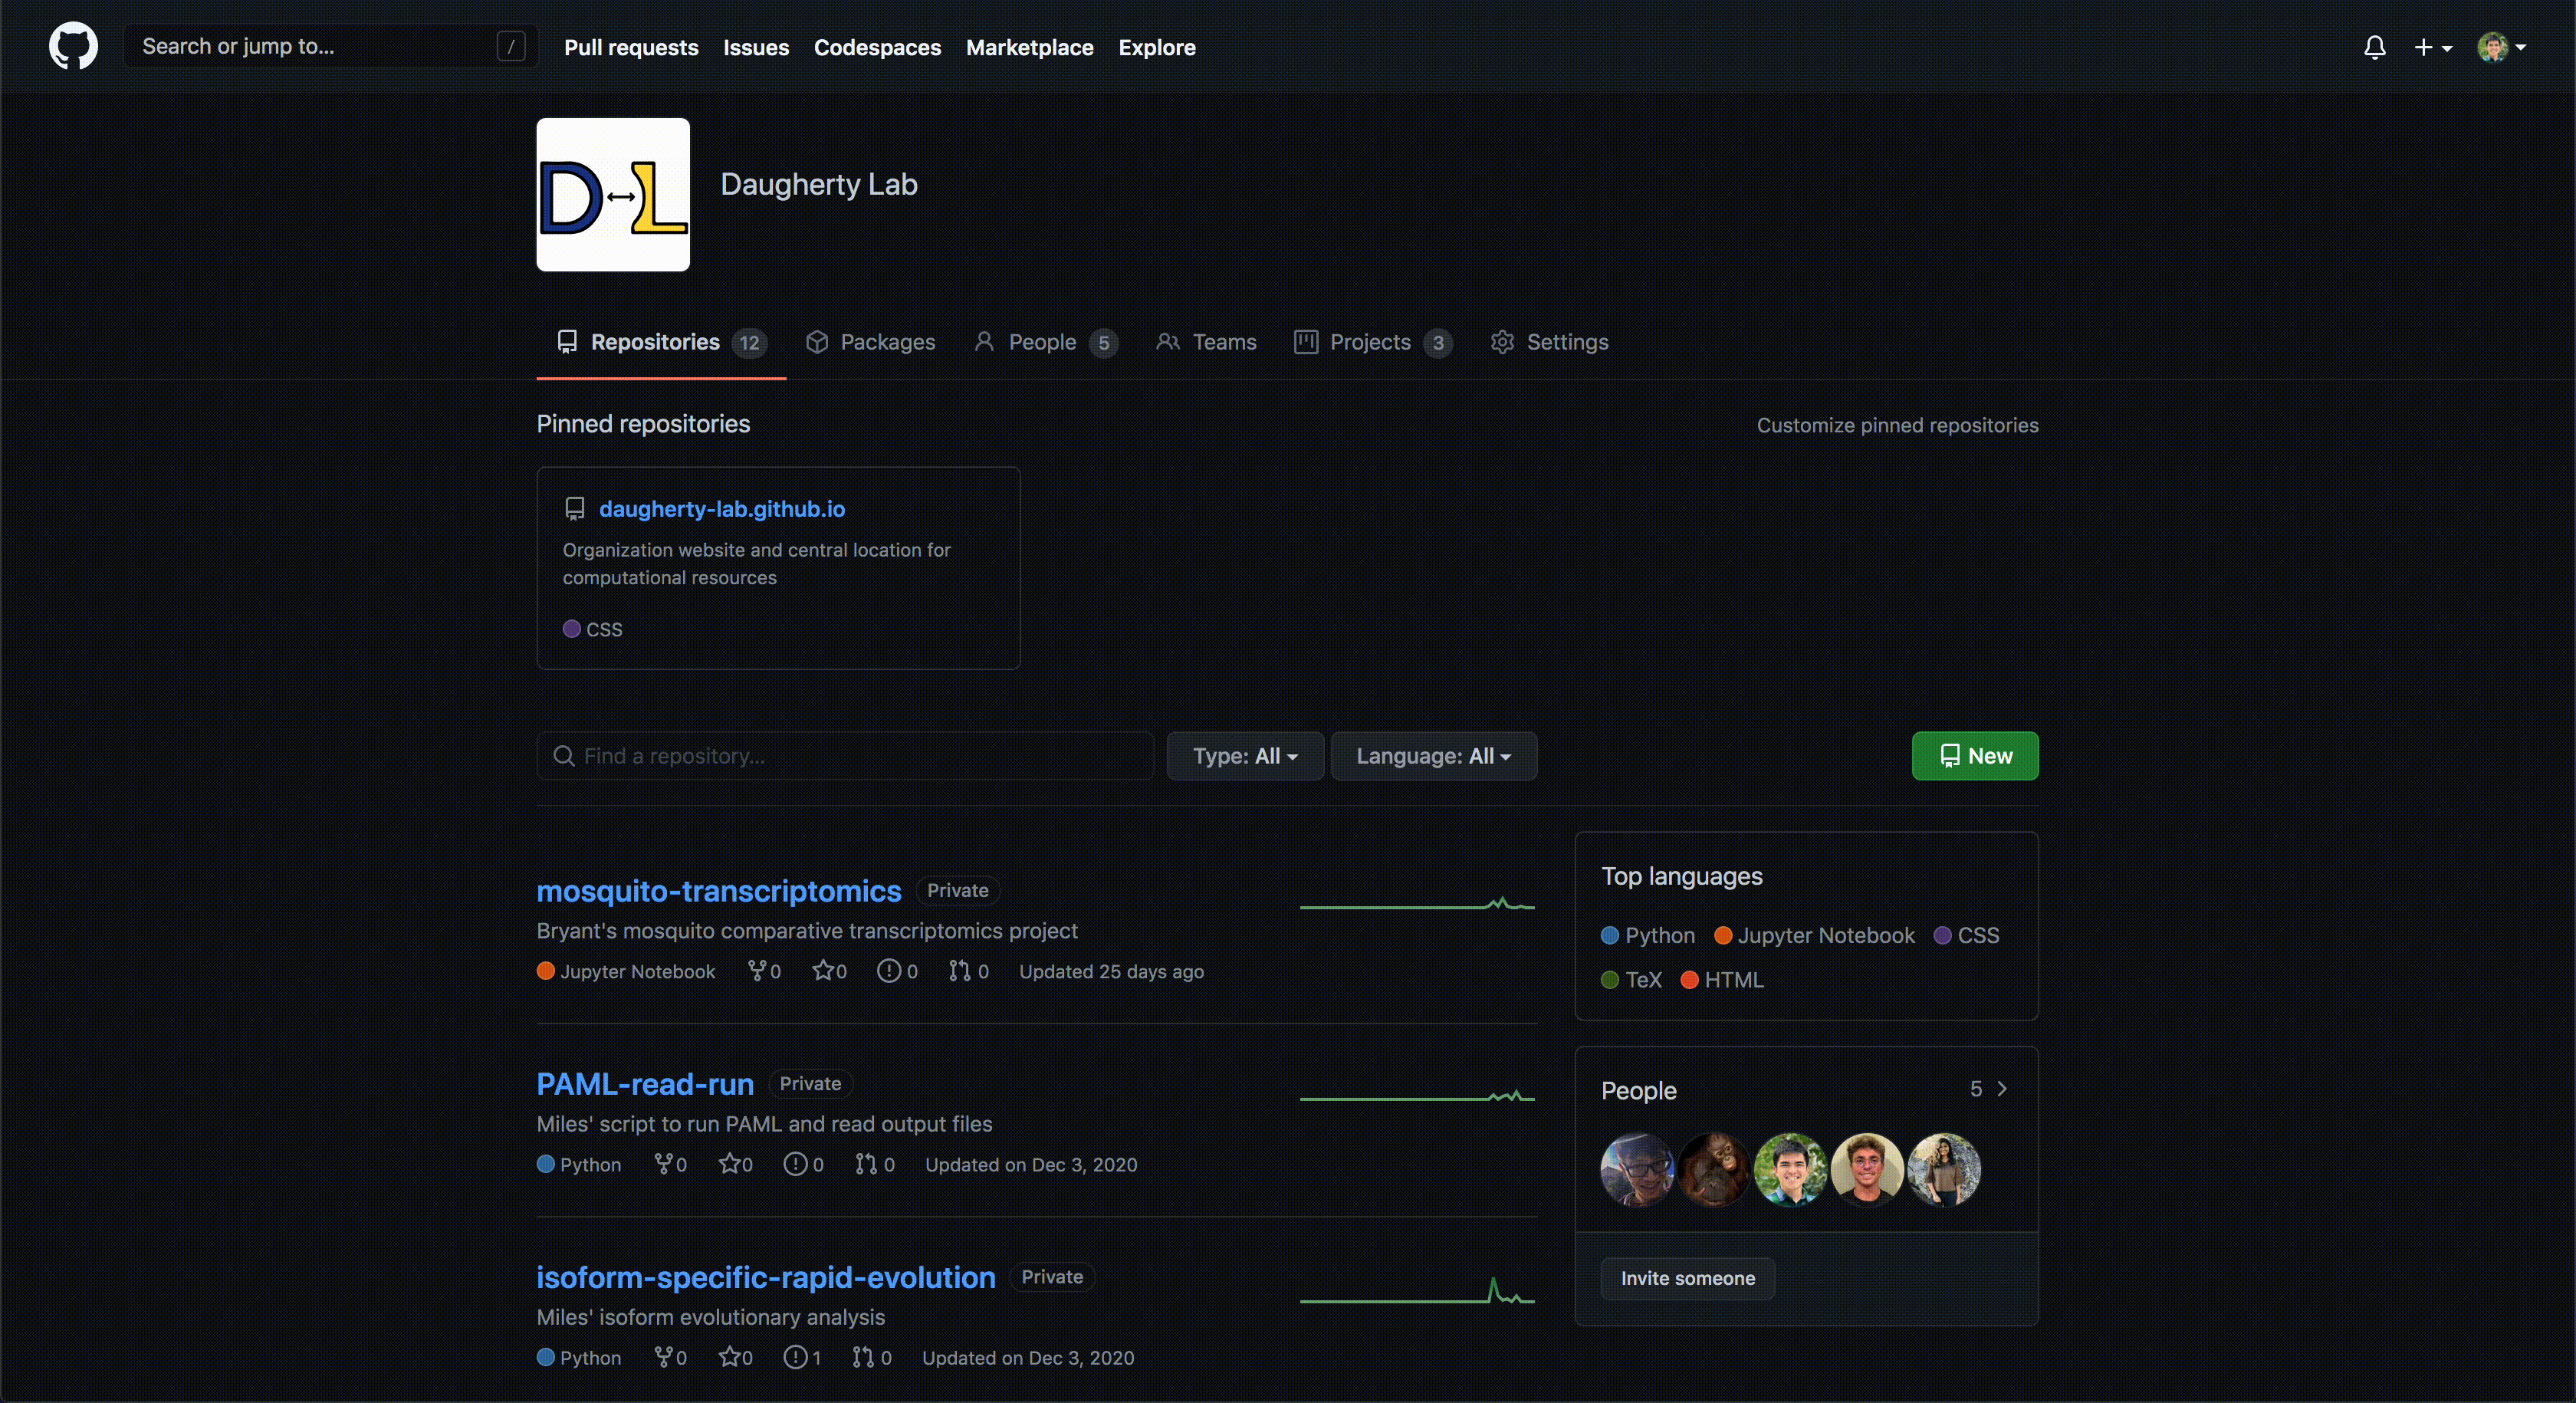 Search or jump to... / Pull requests Issues Codespaces Marketplace Explore
D↔L
Daugherty Lab
Repositories 12 Packages People 5 Teams Projects 3 Settings
Pinned repositories Customize pinned repositories
daugherty-lab.github.io
Organization website and central location for
computational resources
CSS
Find a repository... Type: All Language: All New
mosquito-transcriptomics Private
Bryant's mosquito comparative transcriptomics project
Jupyter Notebook 0 0 0 0 Updated 25 days ago
PAML-read-run Private
Miles' script to run PAML and read output files
Python 0 0 0 0 Updated on Dec 3, 2020
isoform-specific-rapid-evolution Private
Miles' isoform evolutionary analysis
Python 0 0 1 0 Updated on Dec 3, 2020
Top languages
Python Jupyter Notebook CSS
TeX HTML
People 5
Invite someone